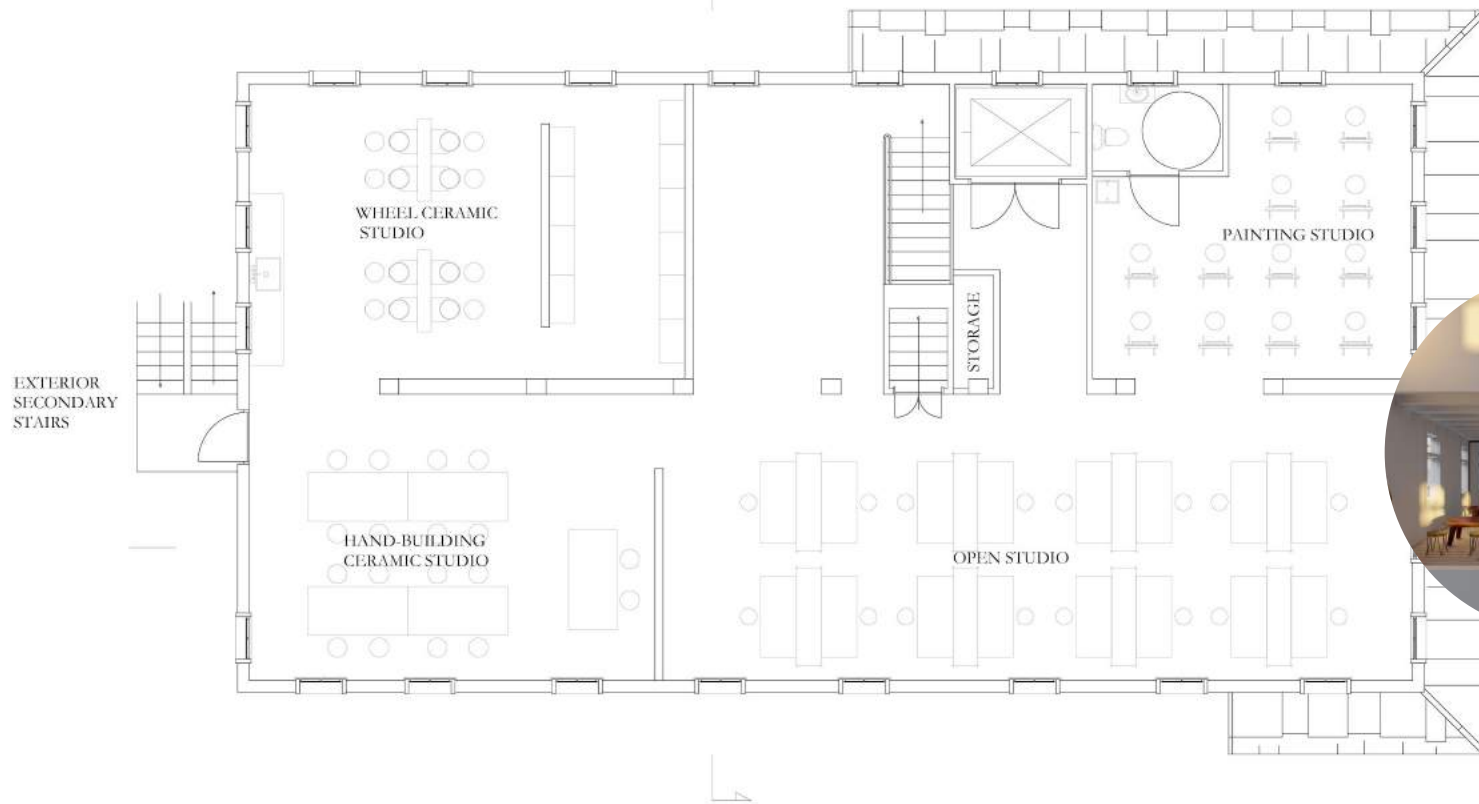 WHEEL CERAMIC
STUDIO
PAINTING STUDIO
STORAGE
EXTERIOR
SECONDARY
STAIRS
HAND-BUILDING
CERAMIC STUDIO
OPEN STUDIO